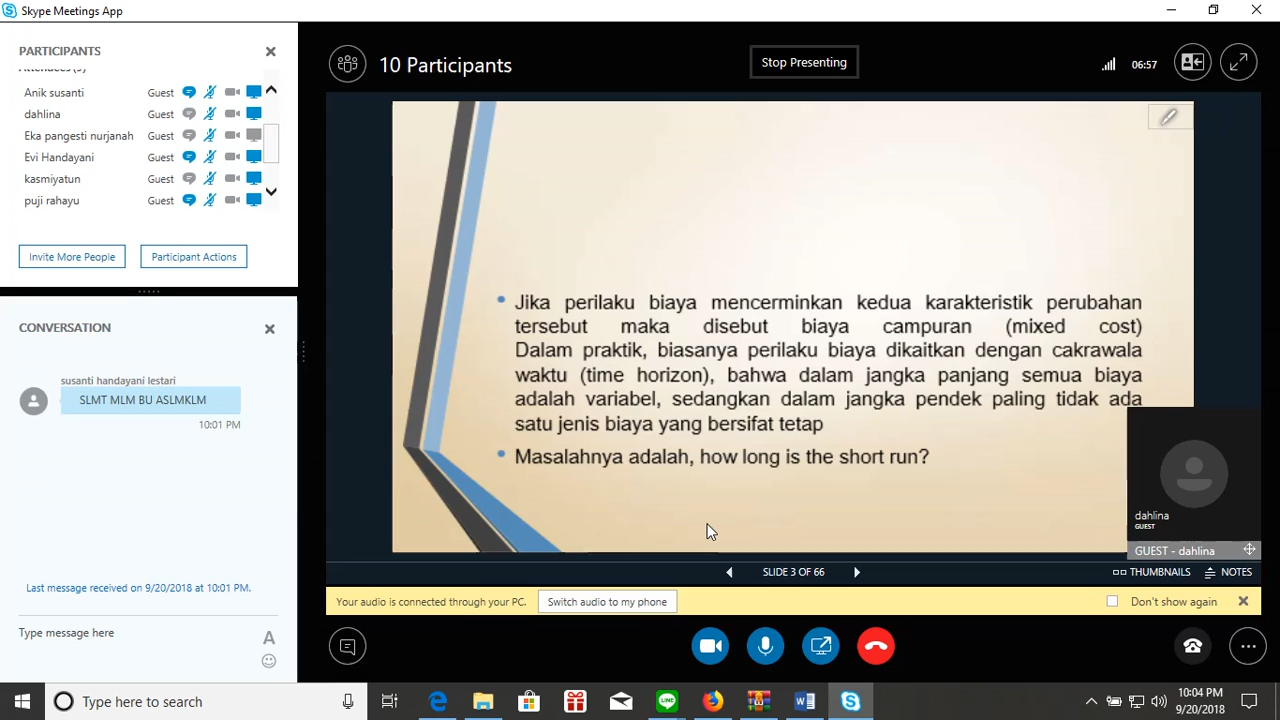 Skype Meetings App
PARTICIPANTS
Anik susanti Guest
dahlina Guest
Eka pangesti nurjanah Guest
Evi Handayani Guest
kasmiyatun Guest
puji rahayu Guest
Invite More People
Participant Actions
CONVERSATION
susanti handayani lestari
SLMT MLM BU ASLMKLM
10:01 PM
Last message received on 9/20/2018 at 10:01 PM.
Type message here
A
10 Participants
Stop Presenting
06:57
• Jika perilaku biaya mencerminkan kedua karakteristik perubahan
tersebut maka disebut biaya campuran (mixed cost)
Dalam praktik, biasanya perilaku biaya dikaitkan dengan cakrawala
waktu (time horizon), bahwa dalam jangka panjang semua biaya
adalah variabel, sedangkan dalam jangka pendek paling tidak ada
satu jenis biaya yang bersifat tetap
• Masalahnya adalah, how long is the short run?
dahlina
GUEST
GUEST - dahlina
SLIDE 3 OF 66
THUMBNAILS
NOTES
Your audio is connected through your PC.
Switch audio to my phone
Don't show again
Type here to search
10:04 PM
9/20/2018